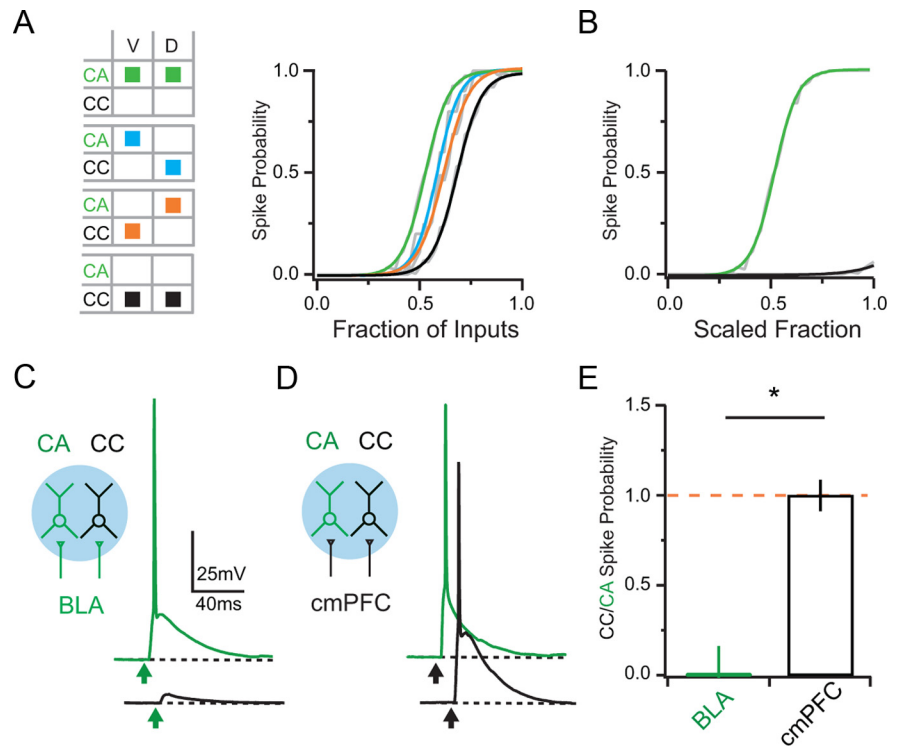 A
V D
CA
CC
CA
CC
CA
CC
CA
CC
Spike Probability
1.0
0.5
0.0
0.0 0.5 1.0
Fraction of Inputs
B
Spike Probability
1.0
0.5
0.0
0.0 0.5 1.0
Scaled Fraction
C
CA CC
BLA
25mV
40ms
D
CA CC
cmPFC
E
CC/CA Spike Probability
1.5
1.0
0.5
0.0
*
BLA
cmPFC